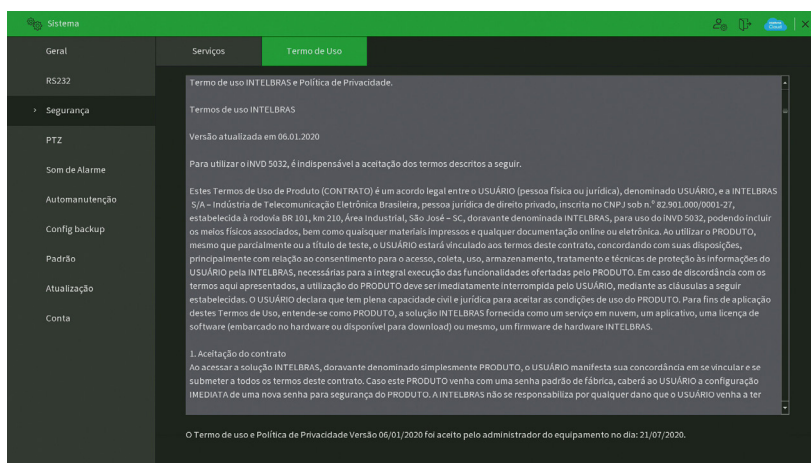 Sistema
Geral
RS232
Segurança
PTZ
Som de Alarme
Automanutenção
Config backup
Padrão
Atualização
Conta
Serviços
Termo de Uso
Termo de uso INTELBRAS e Política de Privacidade.
Termos de uso INTELBRAS
Versão atualizada em 06.01.2020
Para utilizar o iNVD 5032, é indispensável a aceitação dos termos descritos a seguir.
Estes Termos de Uso de Produto (CONTRATO) é um acordo legal entre o USUÁRIO (pessoa física ou jurídica), denominado USUÁRIO, e a INTELBRAS
S/A – Indústria de Telecomunicação Eletrônica Brasileira, pessoa jurídica de direito privado, inscrita no CNPJ sob n.º 82.901.000/0001-27,
estabelecida à rodovia BR 101, km 210, Área Industrial, São José – SC, doravante denominada INTELBRAS, para uso do iNVD 5032, podendo incluir
os meios físicos associados, bem como quaisquer materiais impressos e qualquer documentação online ou eletrônica. Ao utilizar o PRODUTO,
mesmo que parcialmente ou a título de teste, o USUÁRIO estará vinculado aos termos deste contrato, concordando com suas disposições,
principalmente com relação ao consentimento para o acesso, coleta, uso, armazenamento, tratamento e técnicas de proteção às informações do
USUÁRIO pela INTELBRAS, necessárias para a integral execução das funcionalidades ofertadas pelo PRODUTO. Em caso de discordância com os
termos aqui apresentados, a utilização do PRODUTO deve ser imediatamente interrompida pelo USUÁRIO, mediante as cláusulas a seguir
estabelecidas. O USUÁRIO declara que tem plena capacidade civil e jurídica para aceitar as condições de uso do PRODUTO. Para fins de aplicação
destes Termos de Uso, entende-se como PRODUTO, a solução INTELBRAS fornecida como um serviço em nuvem, um aplicativo, uma licença de
software (embarcado no hardware ou disponível para download) ou mesmo, um firmware de hardware INTELBRAS.
1. Aceitação do contrato
Ao acessar a solução INTELBRAS, doravante denominado simplesmente PRODUTO, o USUÁRIO manifesta sua concordância em se vincular e se
submeter a todos os termos deste contrato. Caso este PRODUTO venha com uma senha padrão de fábrica, caberá ao USUÁRIO a configuração
IMEDIATA de uma nova senha para segurança do PRODUTO. A INTELBRAS não se responsabiliza por qualquer dano que o USUÁRIO venha a ter
O Termo de uso e Política de Privacidade Versão 06/01/2020 foi aceito pelo administrador do equipamento no dia: 21/07/2020.